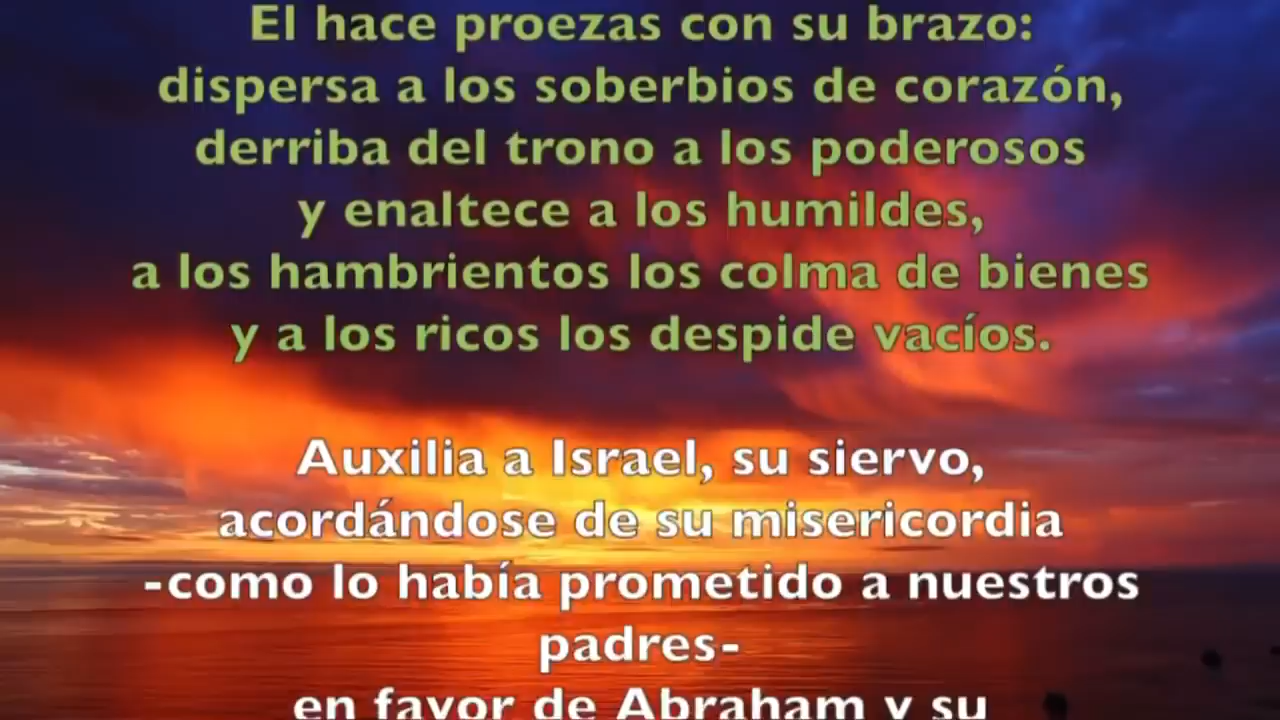 El hace proezas con su brazo:
dispersa a los soberbios de corazón,
derriba del trono a los poderosos
y enaltece a los humildes,
a los hambrientos los colma de bienes
y a los ricos los despide vacíos.
Auxilia a Israel, su siervo,
acordándose de su misericordia
-como lo había prometido a nuestros
padres-
en favor de Abraham y su